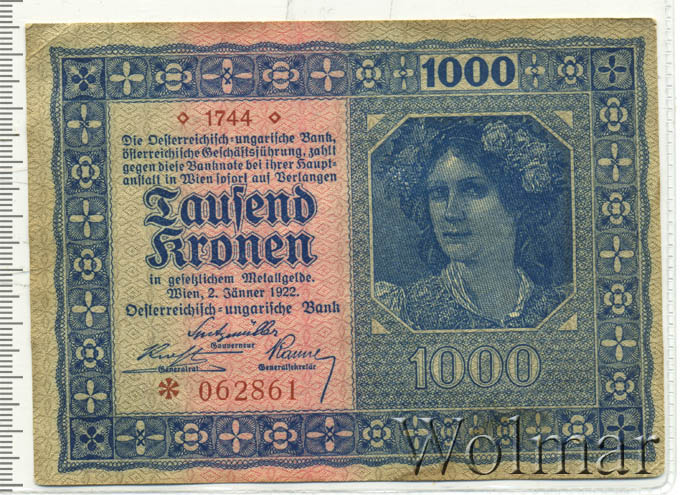 1000
◇ 1744 ◇
Die Oesterreichisch-ungarische Bank,
österreichische Geschäftsführung, zahlt
gegen diese Banknote bei ihrer Haupt-
anstalt in Wien sofort auf Verlangen
Tausend
Kronen
in gesetzlichem Metallgelde.
Wien, 2. Jänner 1922.
Oesterreichisch-ungarische Bank
Gouverneur
Generalrat
Generalsekretär
* 062861
1000
Wolmar